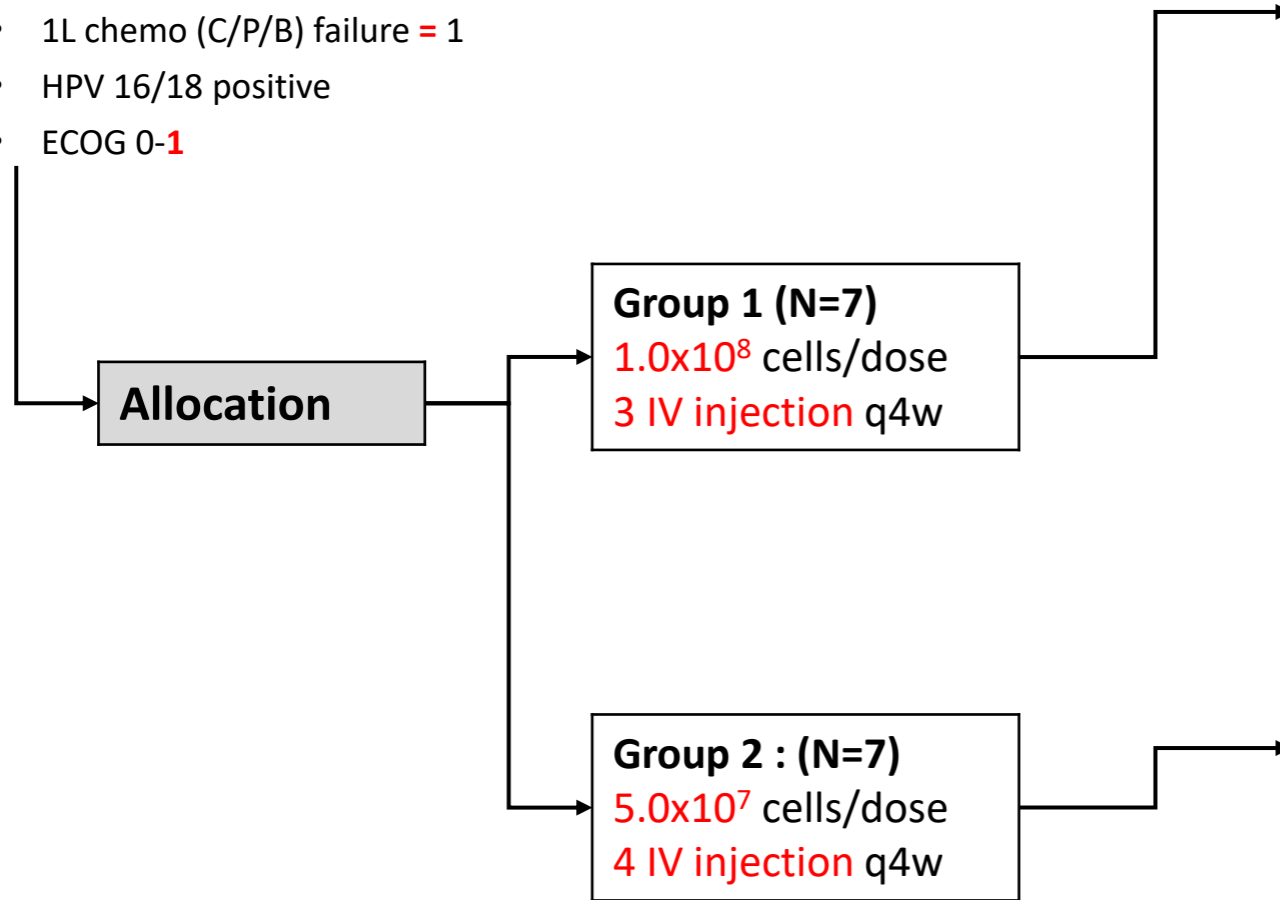 • 1L chemo (C/P/B) failure = 1
• HPV 16/18 positive
• ECOG 0-1
Allocation
Group 1 (N=7)
1.0x10⁸ cells/dose
3 IV injection q4w
Group 2 : (N=7)
5.0x10⁷ cells/dose
4 IV injection q4w